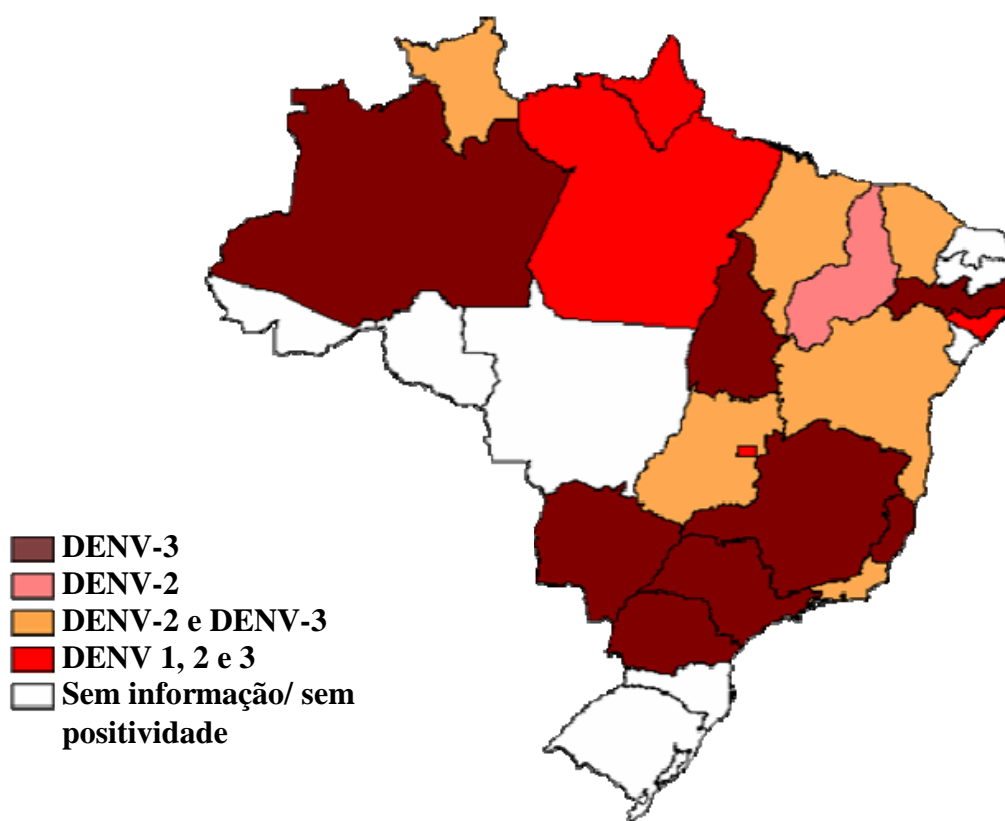 DENV-3
DENV-2
DENV-2 e DENV-3
DENV 1, 2 e 3
Sem informação/ sem
positividade